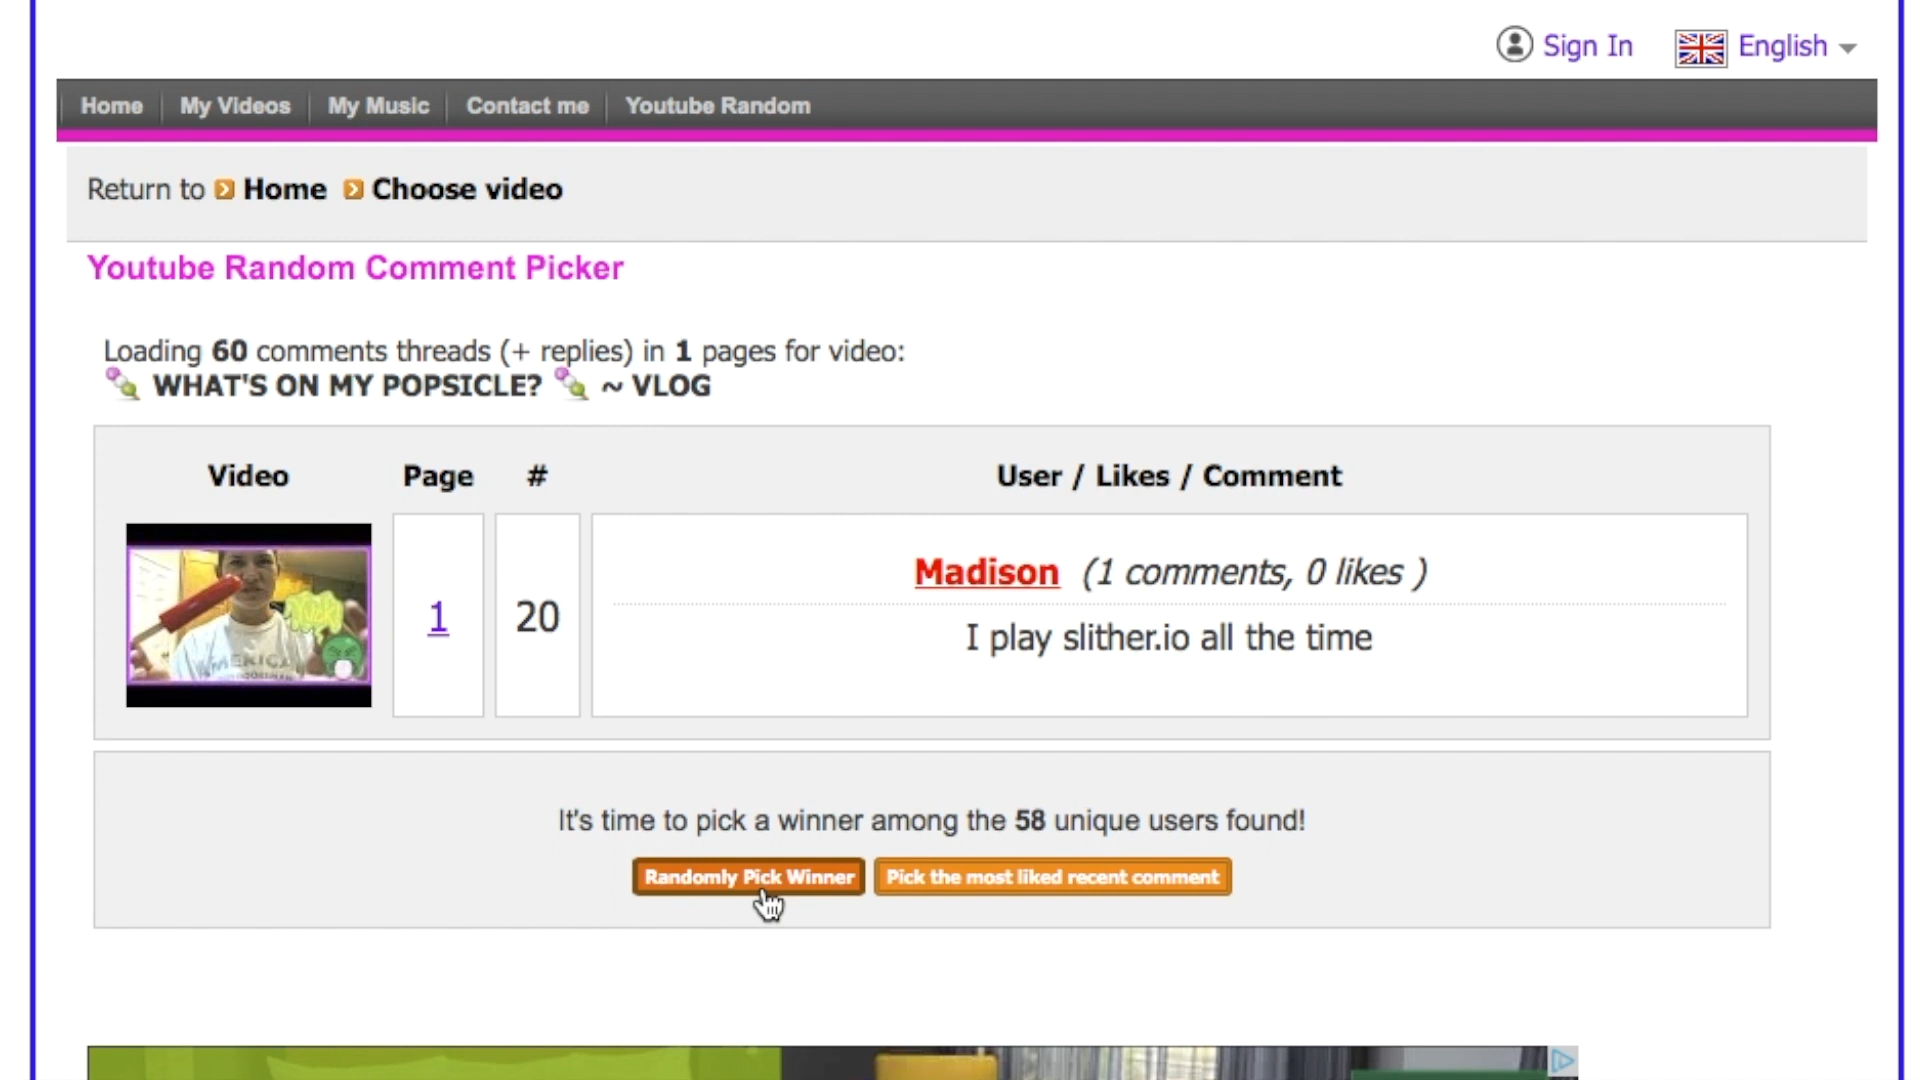 Sign In English
Home My Videos My Music Contact me Youtube Random
Return to Home Choose video
Youtube Random Comment Picker
Loading 60 comments threads (+ replies) in 1 pages for video:
WHAT'S ON MY POPSICLE? ~ VLOG
Video Page # User / Likes / Comment
Madison (1 comments, 0 likes )
1 20
I play slither.io all the time
It's time to pick a winner among the 58 unique users found!
Randomly Pick Winner Pick the most liked recent comment